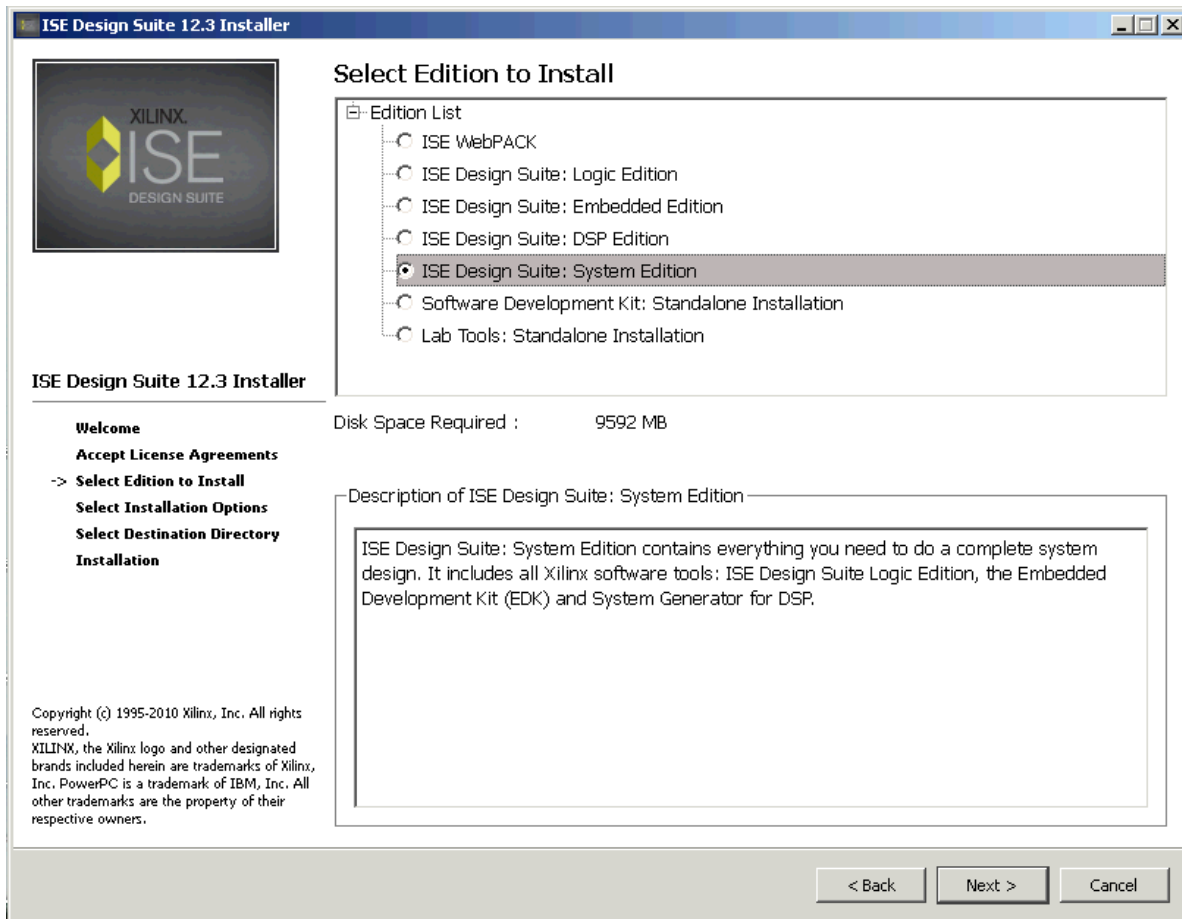 ISE Design Suite 12.3 Installer
XILINX.
ISE
DESIGN SUITE
Select Edition to Install
Edition List
ISE WebPACK
ISE Design Suite: Logic Edition
ISE Design Suite: Embedded Edition
ISE Design Suite: DSP Edition
ISE Design Suite: System Edition
Software Development Kit: Standalone Installation
Lab Tools: Standalone Installation
ISE Design Suite 12.3 Installer
Welcome
Accept License Agreements
-> Select Edition to Install
Select Installation Options
Select Destination Directory
Installation
Disk Space Required : 9592 MB
Description of ISE Design Suite: System Edition
ISE Design Suite: System Edition contains everything you need to do a complete system
design. It includes all Xilinx software tools: ISE Design Suite Logic Edition, the Embedded
Development Kit (EDK) and System Generator for DSP.
Copyright (c) 1995-2010 Xilinx, Inc. All rights
reserved.
XILINX, the Xilinx logo and other designated
brands included herein are trademarks of Xilinx,
Inc. PowerPC is a trademark of IBM, Inc. All
other trademarks are the property of their
respective owners.
< Back
Next >
Cancel